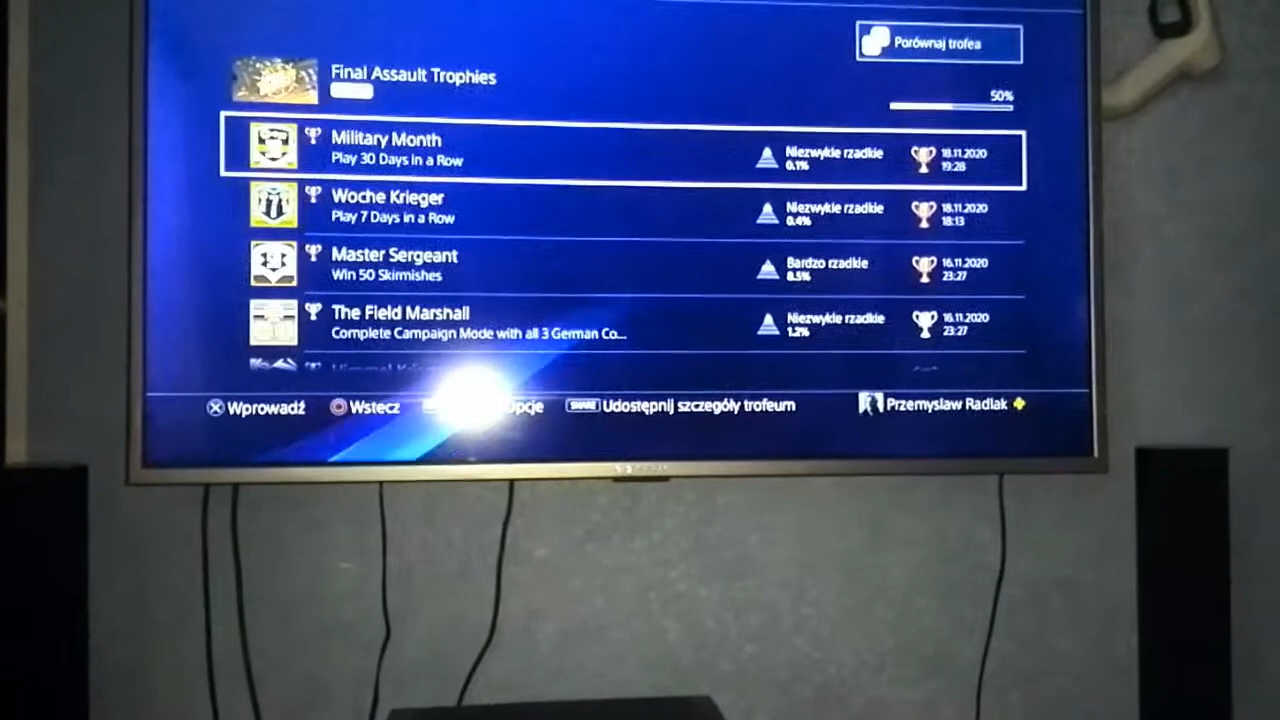 Porównaj trofea
Final Assault Trophies
50%
Military Month
Play 30 Days in a Row
Niezwykle rzadkie
0.1%
18.11.2020
19:28
Woche Krieger
Play 7 Days in a Row
Niezwykle rzadkie
0.4%
18.11.2020
18:13
Master Sergeant
Win 50 Skirmishes
Bardzo rzadkie
8.5%
16.11.2020
23:27
The Field Marshall
Complete Campaign Mode with all 3 German Co...
Niezwykle rzadkie
1.2%
16.11.2020
23:27
Wprowadź
Wstecz
SHARE Udostępnij szczegóły trofeum
Przemyslaw Radlak